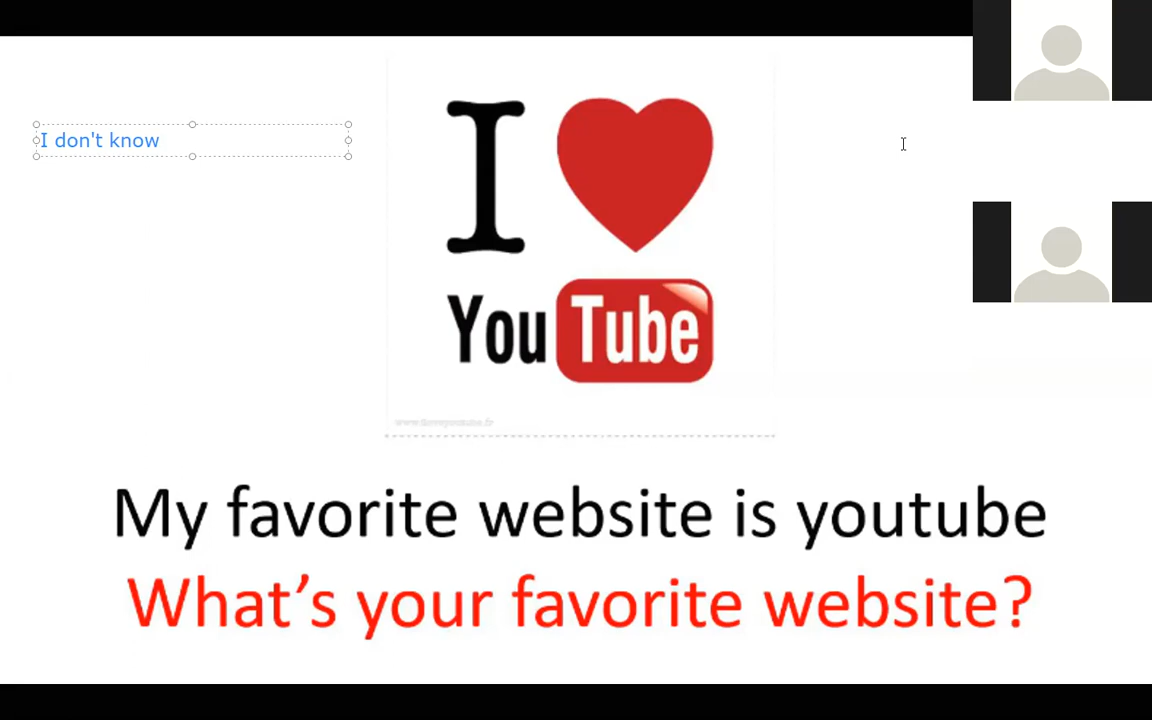 I don't know
I
You Tube
My favorite website is youtube
What's your favorite website?